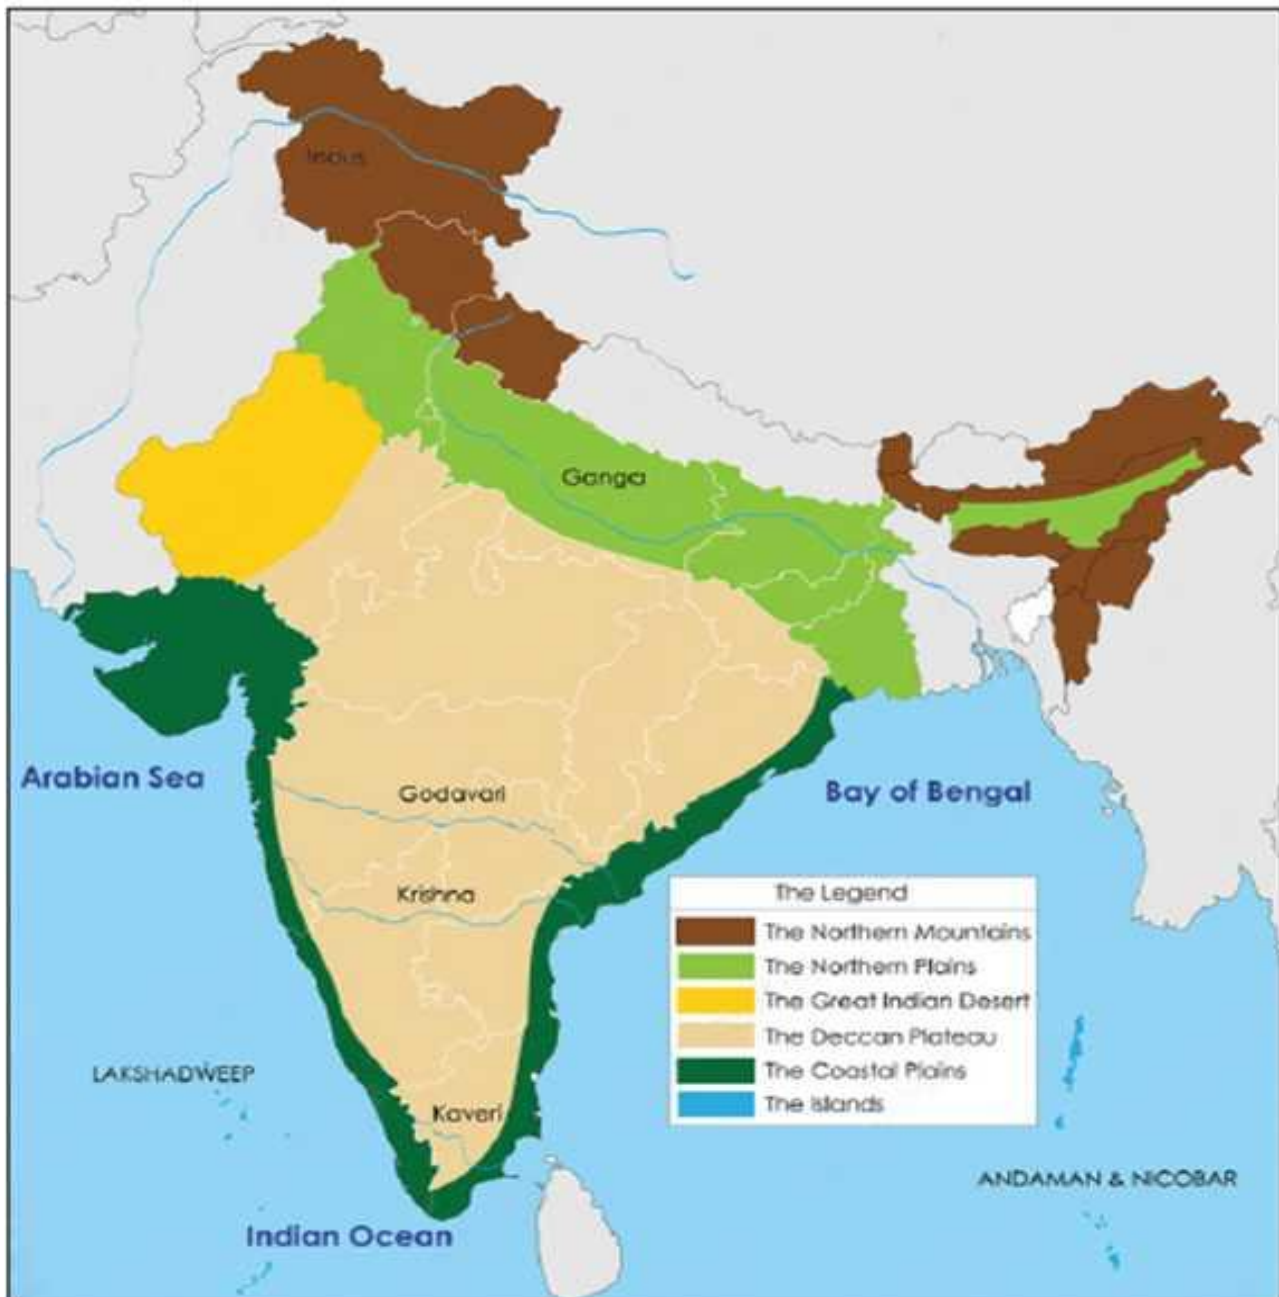 Indus
Ganga
Arabian Sea
Godavari
Bay of Bengal
Krishna
The Legend
The Northern Mountains
The Northern Plains
The Great Indian Desert
The Deccan Plateau
The Coastal Plains
The Islands
LAKSHADWEEP
Kaveri
ANDAMAN & NICOBAR
Indian Ocean